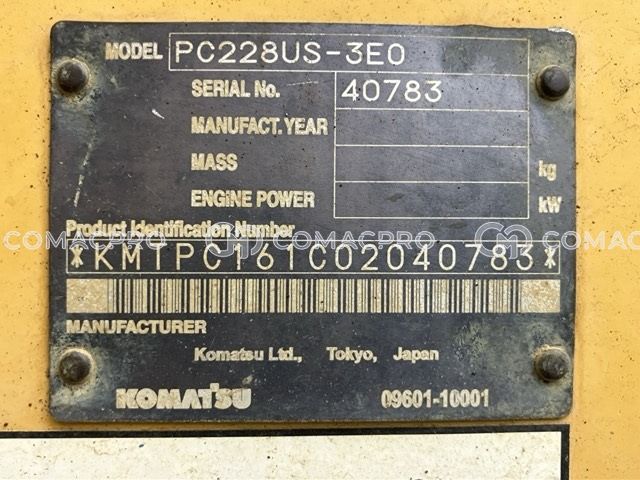 MODEL PC228US-3E0
SERIAL No. 40783
MANUFACT. YEAR
MASS kg
ENGINE POWER kW
Product Identification Number
COMACPRO COMACPRO COMACPRO
*KMTPC161C02040783*
MANUFACTURER
Komatsu Ltd., Tokyo, Japan
KOMATSU 09601-10001